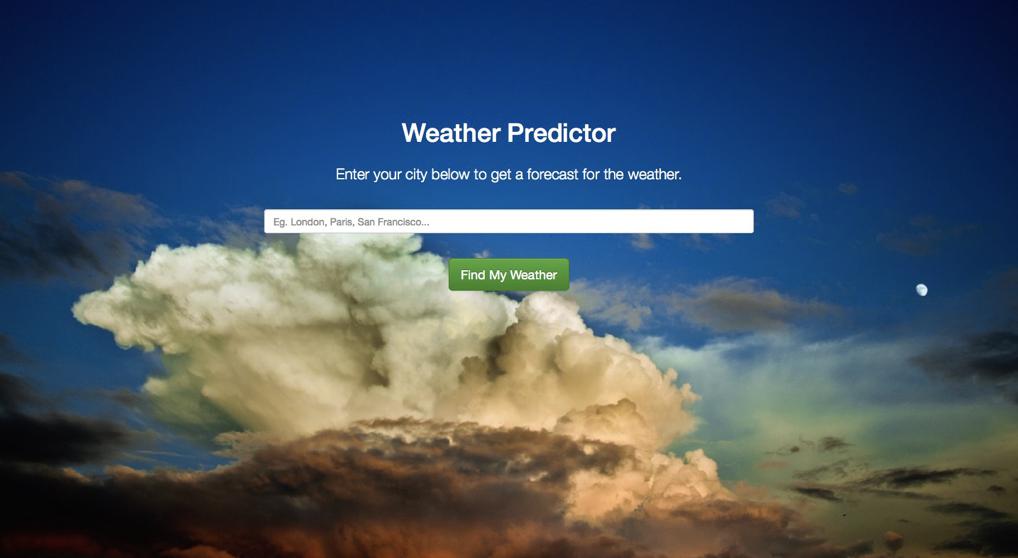 Weather Predictor
Enter your city below to get a forecast for the weather.
Eg. London, Paris, San Francisco...
Find My Weather